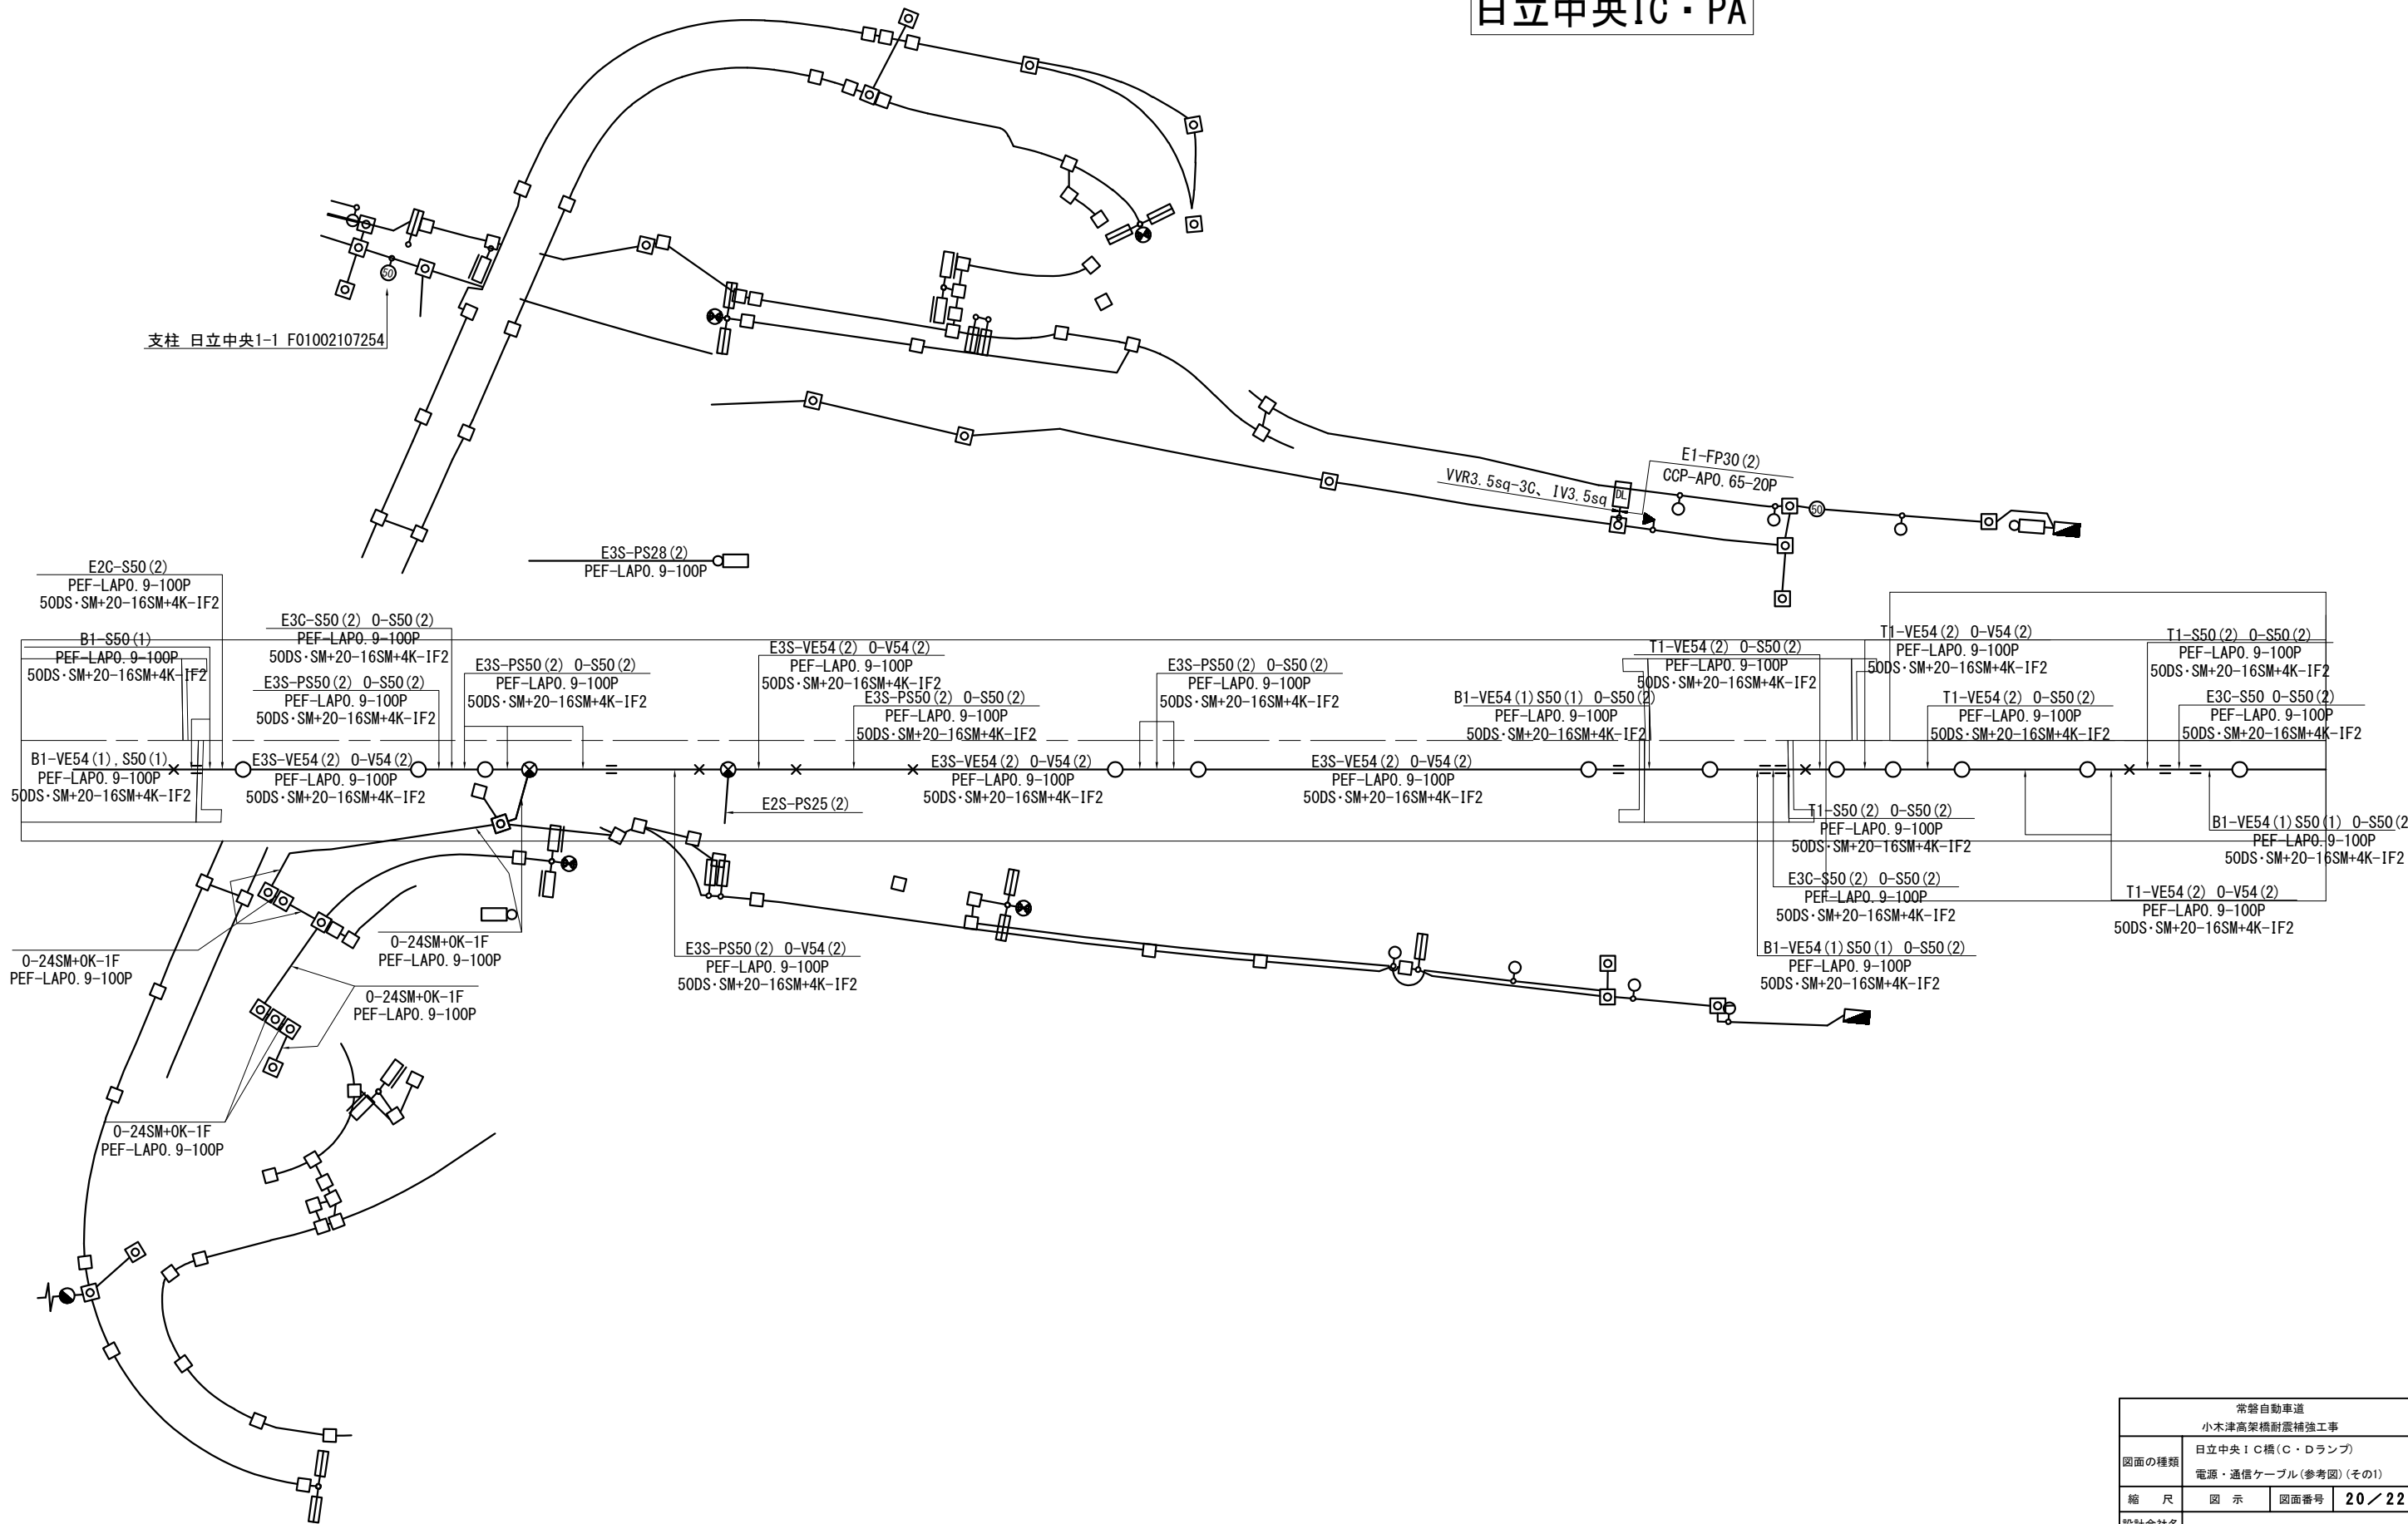 日立中央IC・PA
支柱 日立中央1-1 F01002107254
E1-FP30(2)
CCP-AP0.65-20P
VVR3.5sq-3C、IV3.5sq
DL
50
50
E3S-PS28(2)
PEF-LAP0.9-100P
E2C-S50(2)
PEF-LAP0.9-100P
50DS·SM+20-16SM+4K-IF2
B1-S50(1)
PEF-LAP0.9-100P
50DS·SM+20-16SM+4K-IF2
E3C-S50(2) O-S50(2)
PEF-LAP0.9-100P
50DS·SM+20-16SM+4K-IF2
E3S-PS50(2) O-S50(2)
PEF-LAP0.9-100P
50DS·SM+20-16SM+4K-IF2
E3S-PS50(2) O-S50(2)
PEF-LAP0.9-100P
50DS·SM+20-16SM+4K-IF2
E3S-VE54(2) O-V54(2)
PEF-LAP0.9-100P
50DS·SM+20-16SM+4K-IF2
E3S-PS50(2) O-S50(2)
PEF-LAP0.9-100P
50DS·SM+20-16SM+4K-IF2
E3S-PS50(2) O-S50(2)
PEF-LAP0.9-100P
50DS·SM+20-16SM+4K-IF2
B1-VE54(1)S50(1) O-S50(2)
PEF-LAP0.9-100P
50DS·SM+20-16SM+4K-IF2
T1-VE54(2) O-S50(2)
PEF-LAP0.9-100P
50DS·SM+20-16SM+4K-IF2
T1-VE54(2) O-V54(2)
PEF-LAP0.9-100P
50DS·SM+20-16SM+4K-IF2
T1-VE54(2) O-S50(2)
PEF-LAP0.9-100P
50DS·SM+20-16SM+4K-IF2
T1-S50(2) O-S50(2)
PEF-LAP0.9-100P
50DS·SM+20-16SM+4K-IF2
E3C-S50 O-S50(2)
PEF-LAP0.9-100P
50DS·SM+20-16SM+4K-IF2
B1-VE54(1),S50(1)
PEF-LAP0.9-100P
50DS·SM+20-16SM+4K-IF2
E3S-VE54(2) O-V54(2)
PEF-LAP0.9-100P
50DS·SM+20-16SM+4K-IF2
E2S-PS25(2)
E3S-VE54(2) O-V54(2)
PEF-LAP0.9-100P
50DS·SM+20-16SM+4K-IF2
E3S-VE54(2) O-V54(2)
PEF-LAP0.9-100P
50DS·SM+20-16SM+4K-IF2
T1-S50(2) O-S50(2)
PEF-LAP0.9-100P
50DS·SM+20-16SM+4K-IF2
B1-VE54(1)S50(1) O-S50(2
PEF-LAP0.9-100P
50DS·SM+20-16SM+4K-IF2
E3C-S50(2) O-S50(2)
PEF-LAP0.9-100P
50DS·SM+20-16SM+4K-IF2
T1-VE54(2) O-V54(2)
PEF-LAP0.9-100P
50DS·SM+20-16SM+4K-IF2
B1-VE54(1)S50(1) O-S50(2)
PEF-LAP0.9-100P
50DS·SM+20-16SM+4K-IF2
E3S-PS50(2) O-V54(2)
PEF-LAP0.9-100P
50DS·SM+20-16SM+4K-IF2
O-24SM+0K-1F
PEF-LAP0.9-100P
O-24SM+0K-1F
PEF-LAP0.9-100P
O-24SM+0K-1F
PEF-LAP0.9-100P
O-24SM+0K-1F
PEF-LAP0.9-100P
常磐自動車道
小木津高架橋耐震補強工事
図面の種類 日立中央IC橋(C・Dランプ)
電源・通信ケーブル(参考図)(その1)
縮 尺 図 示 図面番号 20／22
設計会社名